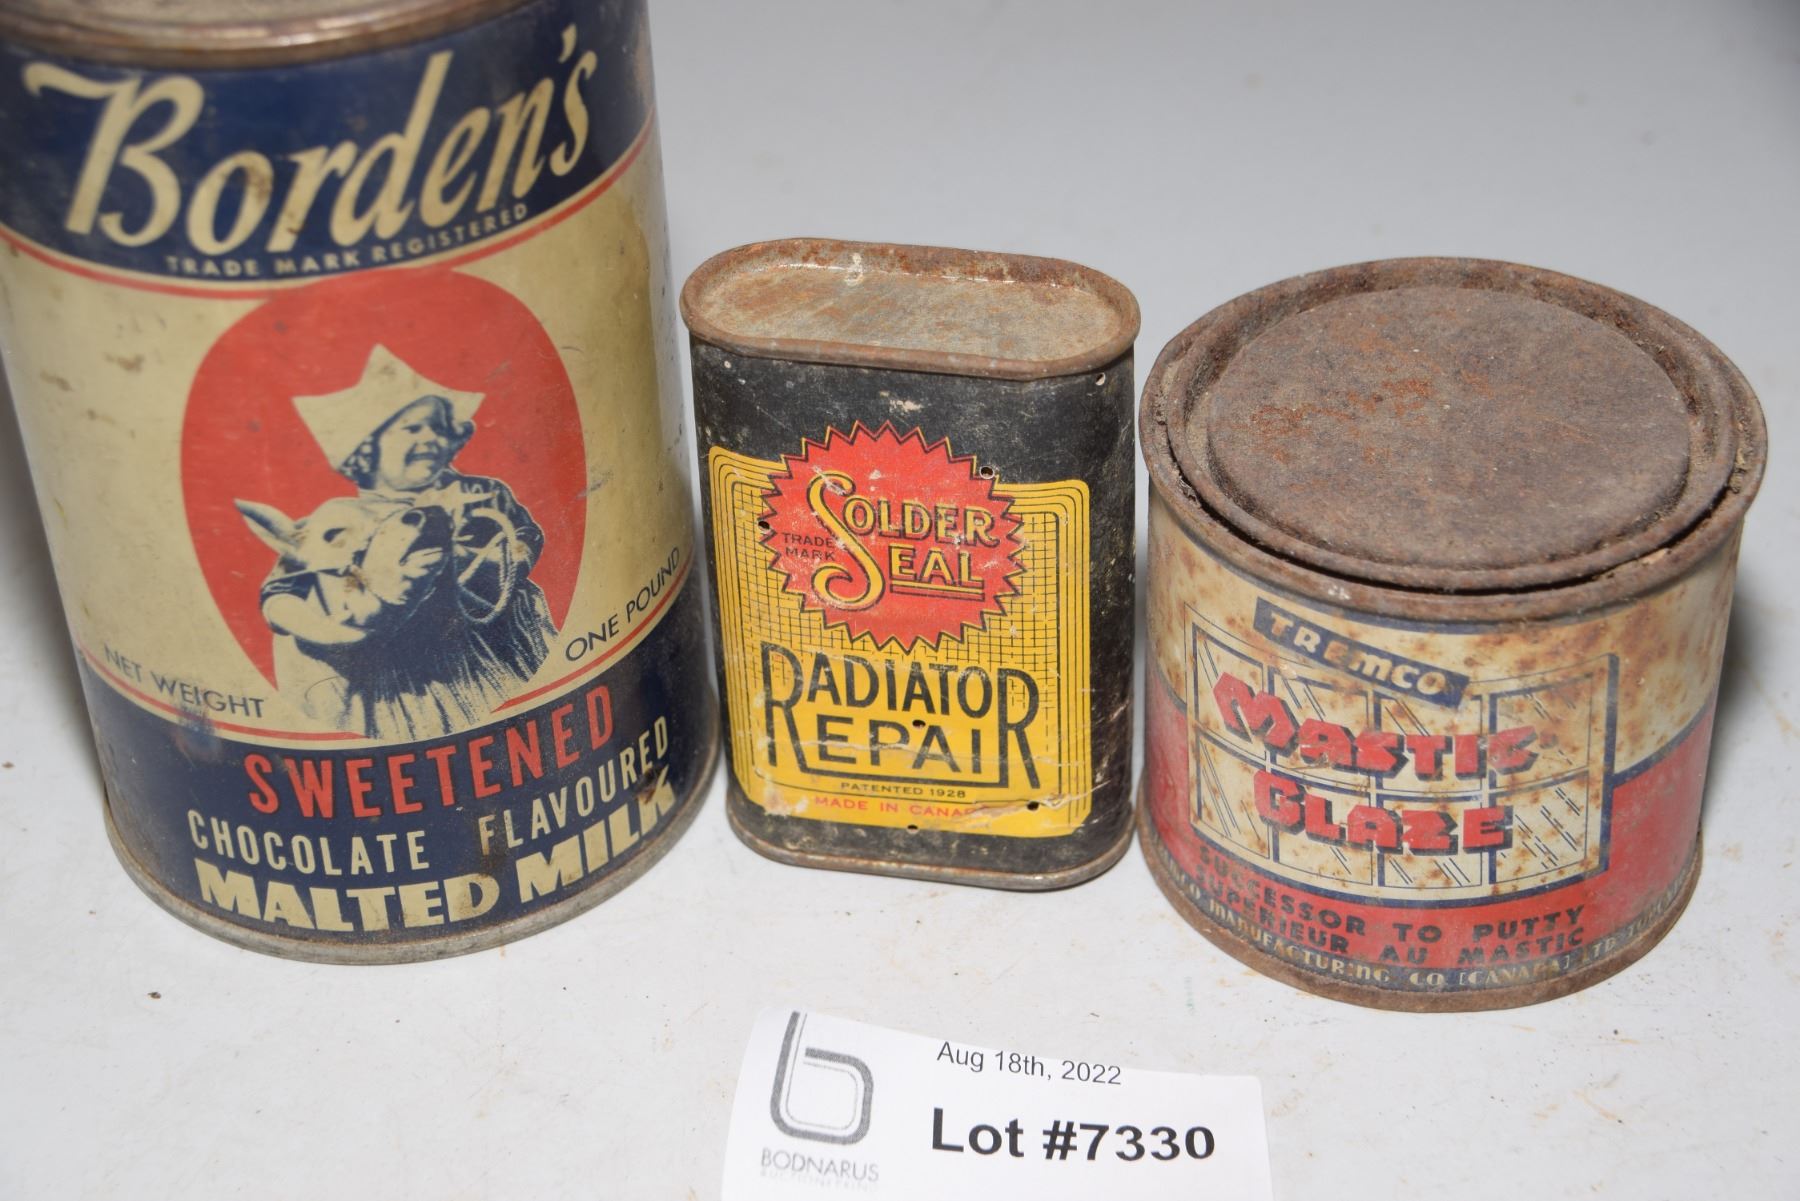 Borden's
TRADE MARK REGISTERED
NET WEIGHT
ONE POUND
SWEETENED
CHOCOLATE FLAVOURED
MALTED MILK
SOLDER
SEAL
TRADE
MARK
RADIATOR
REPAIR
PATENTED 1928
MADE IN CANADA
TREMCO
MASTIC
GLAZE
SUCCESSOR TO PUTTY
SUPERIEUR AU MASTIC
MANUFACTURING CO [CANADA] LTD
Aug 18th, 2022
Lot #7330
b
BODNARUS
AUCTIONEERING